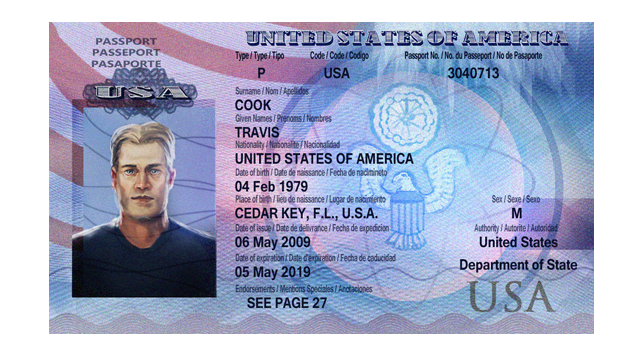 PASSPORT
PASSEPORT
PASAPORTE
USA
UNITED STATES OF AMERICA
Type / Type / Tipo Code / Code / Codigo Passport No. / No. du Passeport / No de Pasaporte
P USA 3040713
Surname / Nom / Apellidos
COOK
Given Names / Prenoms / Nombres
TRAVIS
Nationality / Nationalite / Nacionalidad
UNITED STATES OF AMERICA
Date of birth / Date de naissance / Fecha de nacimineto
04 Feb 1979
Place of birth / lieu de naissance / Lugar de nacimento Sex / Sexe / Sexo
CEDAR KEY, F.L., U.S.A. M
Date of issue / Date de delivrance / Fecha de expedicion Authority / Autorite / Autoridad
06 May 2009 United States
Date of expiration / Date d'expiration / Fecha de caducidad Department of State
05 May 2019
Endorsements / Mentions Speciales / Anotaciones
SEE PAGE 27 USA